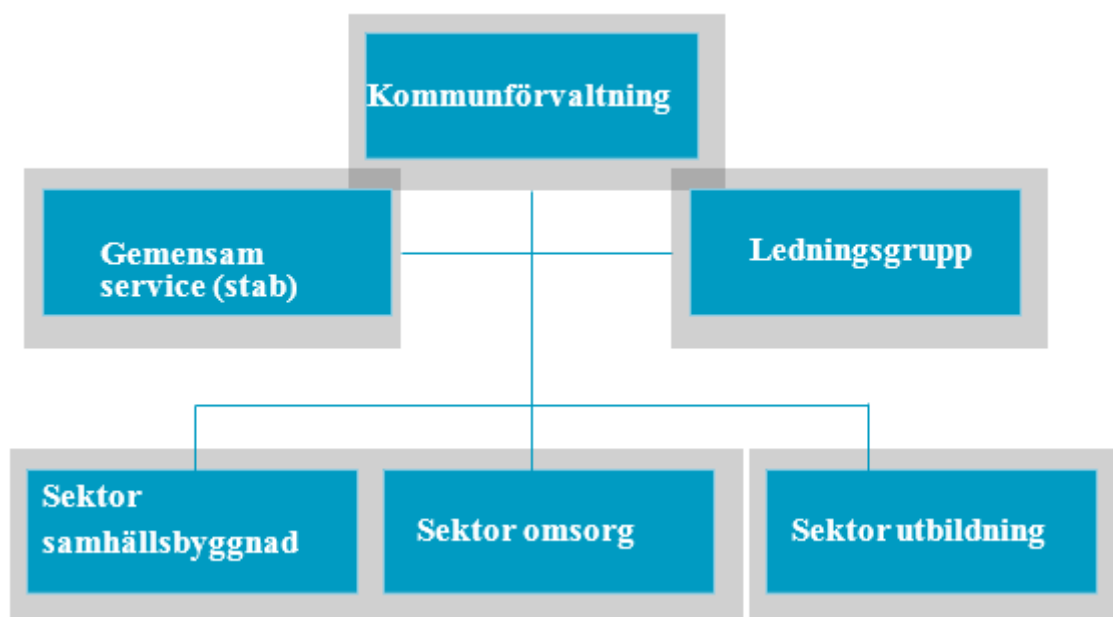 Kommunförvaltning
Gemensam
service (stab)
Ledningsgrupp
Sektor
samhällsbyggnad
Sektor omsorg
Sektor utbildning